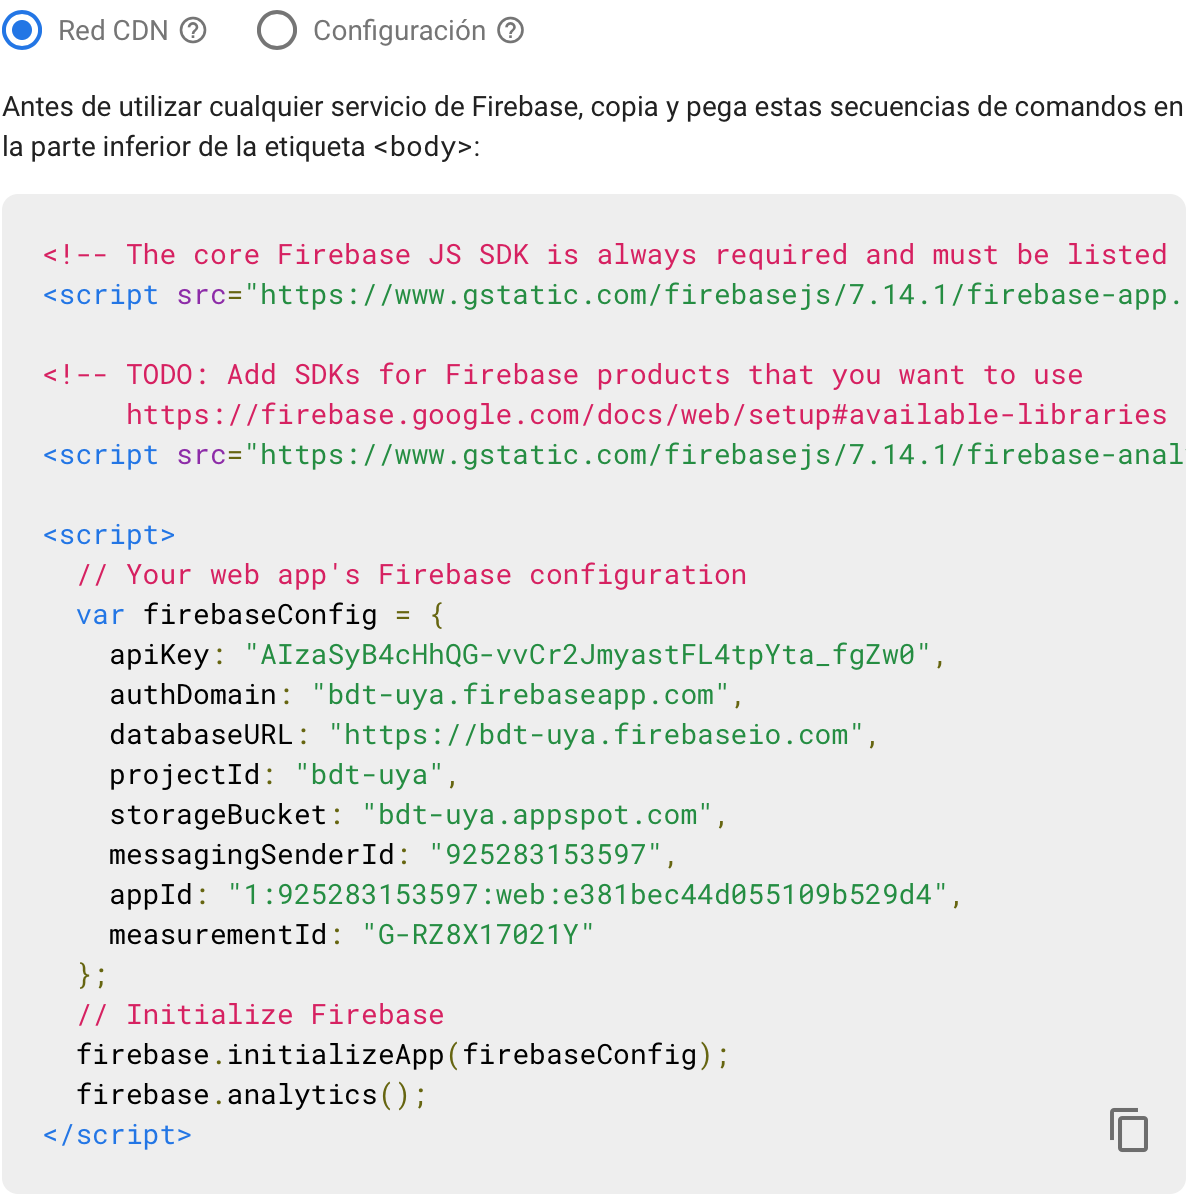 Red CDN Configuración
Antes de utilizar cualquier servicio de Firebase, copia y pega estas secuencias de comandos en
la parte inferior de la etiqueta <body>:
<!-- The core Firebase JS SDK is always required and must be listed
<script src="https://www.gstatic.com/firebasejs/7.14.1/firebase-app.
<!-- TODO: Add SDKs for Firebase products that you want to use
https://firebase.google.com/docs/web/setup#available-libraries
<script src="https://www.gstatic.com/firebasejs/7.14.1/firebase-anal
<script>
// Your web app's Firebase configuration
var firebaseConfig = {
apiKey: "AIzaSyB4cHhQG-vvCr2JmyastFL4tpYta_fgZw0",
authDomain: "bdt-uya.firebaseapp.com",
databaseURL: "https://bdt-uya.firebaseio.com",
projectId: "bdt-uya",
storageBucket: "bdt-uya.appspot.com",
messagingSenderId: "925283153597",
appId: "1:925283153597:web:e381bec44d055109b529d4",
measurementId: "G-RZ8X17021Y"
};
// Initialize Firebase
firebase.initializeApp(firebaseConfig);
firebase.analytics();
</script>